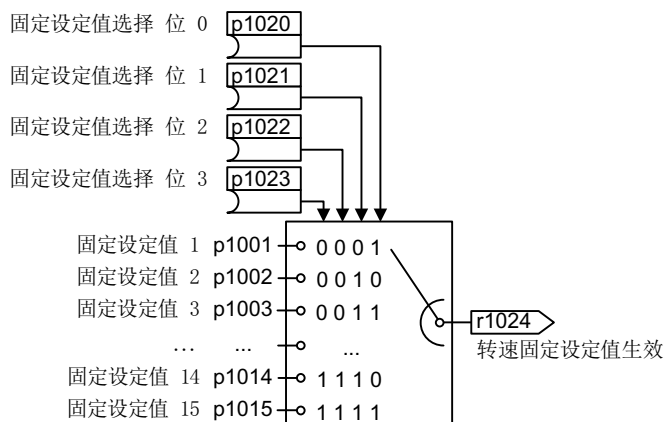 固定设定值选择 位 0 p1020
固定设定值选择 位 1 p1021
固定设定值选择 位 2 p1022
固定设定值选择 位 3 p1023
固定设定值 1 p1001 0 0 0 1
固定设定值 2 p1002 0 0 1 0
固定设定值 3 p1003 0 0 1 1
r1024
转速固定设定值生效
... ... ...
固定设定值 14 p1014 1 1 1 0
固定设定值 15 p1015 1 1 1 1